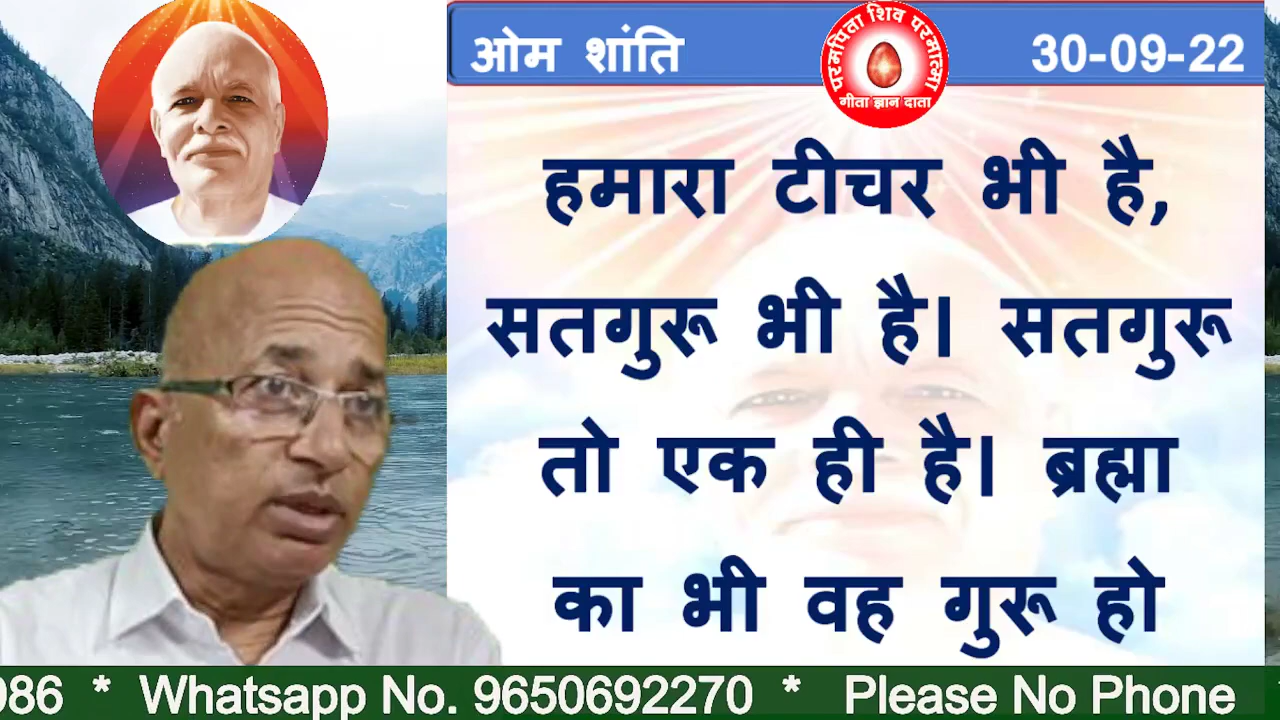 ओम शांति
परमपिता शिव परमात्मा
गीता ज्ञान दाता
30-09-22
हमारा टीचर भी है,
सतगुरू भी है। सतगुरू
तो एक ही है। ब्रह्मा
का भी वह गुरू हो
986 * Whatsapp No. 9650692270 * Please No Phone